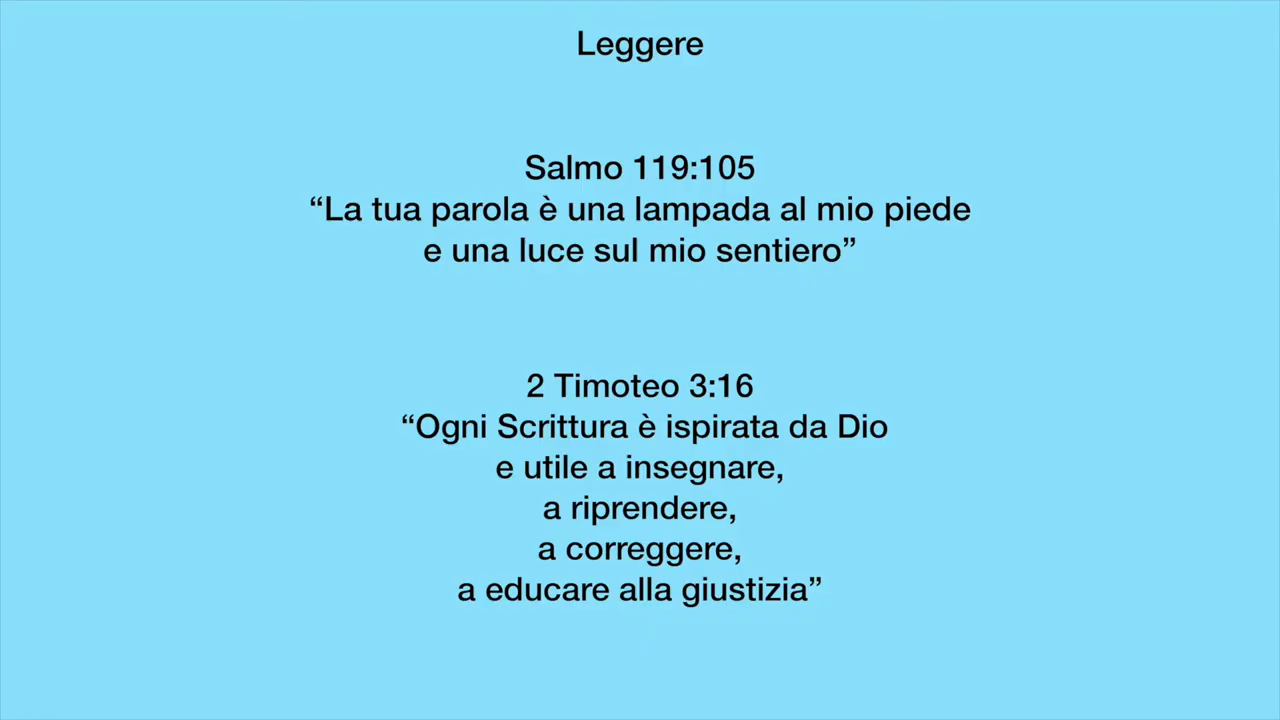 Leggere
Salmo 119:105
“La tua parola è una lampada al mio piede
e una luce sul mio sentiero”
2 Timoteo 3:16
“Ogni Scrittura è ispirata da Dio
e utile a insegnare,
a riprendere,
a correggere,
a educare alla giustizia”